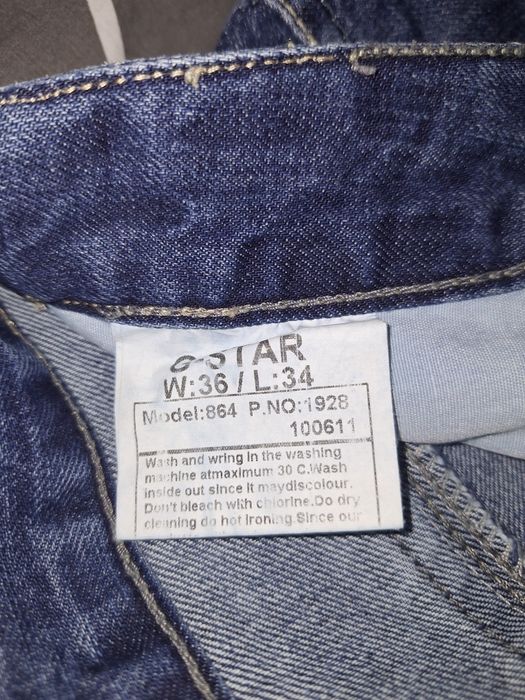 G-STAR
W:36 / L:34
Model:864 P.NO:1928
100611
Wash and wring in the washing
machine atmaximum 30 C.Wash
inside out since it maydiscolour.
Don't bleach with chlorine.Do dry
cleaning do hot ironing.Since our